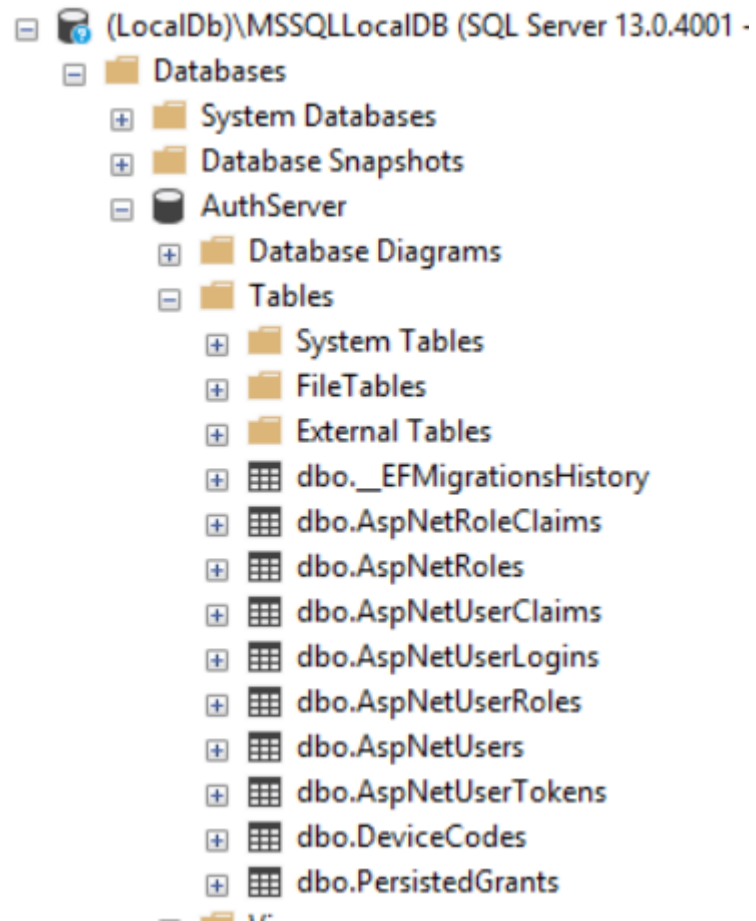 (LocalDb)\MSSQLLocalDB (SQL Server 13.0.4001 -
Databases
System Databases
Database Snapshots
AuthServer
Database Diagrams
Tables
System Tables
FileTables
External Tables
dbo.__EFMigrationsHistory
dbo.AspNetRoleClaims
dbo.AspNetRoles
dbo.AspNetUserClaims
dbo.AspNetUserLogins
dbo.AspNetUserRoles
dbo.AspNetUsers
dbo.AspNetUserTokens
dbo.DeviceCodes
dbo.PersistedGrants